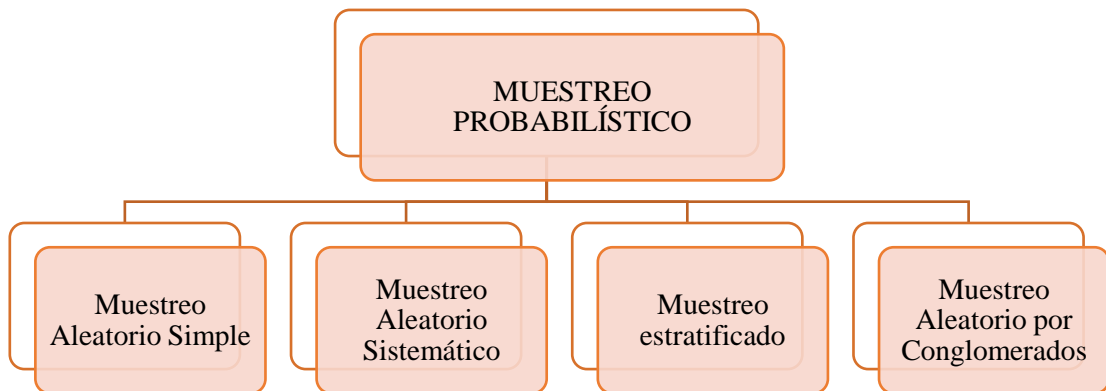 MUESTREO
PROBABILÍSTICO
Muestreo
Aleatorio Simple
Muestreo
Aleatorio
Sistemático
Muestreo
estratificado
Muestreo
Aleatorio por
Conglomerados